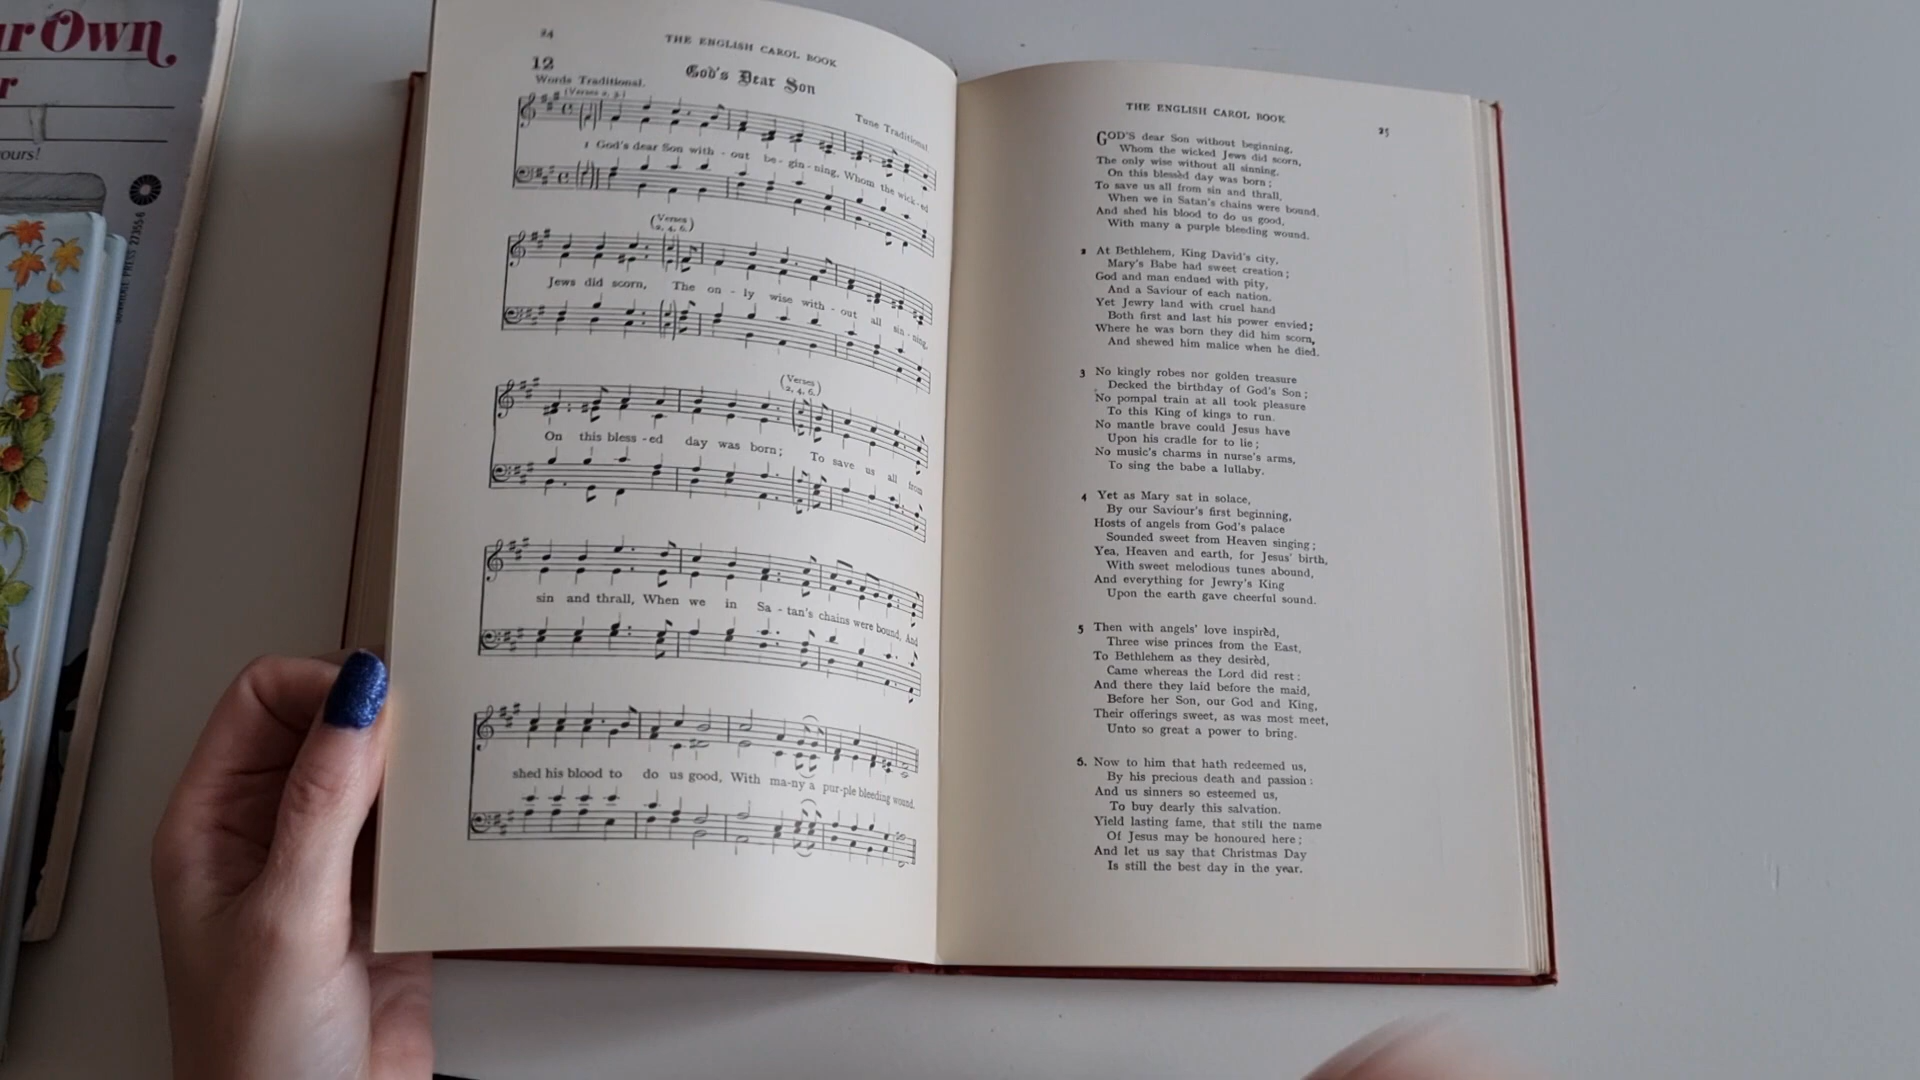 ur Own
r
ours!
SUNRIDGE PRESS 27355-6
24
THE ENGLISH CAROL BOOK
12
God's Dear Son
Words Traditional.
(Verses 2, 3.)
Tune Traditional
1 God's dear Son with - out be - gin - ning, Whom the wick - ed
(Verses
2, 4, 6.)
Jews did scorn, The on - ly wise with - out all sin - ning,
(Verses
2, 4, 6.)
On this bless - ed day was born; To save us all from
sin and thrall, When we in Sa - tan's chains were bound, And
shed his blood to do us good, With ma-ny a pur-ple bleeding wound.
THE ENGLISH CAROL BOOK
25
GOD'S dear Son without beginning,
Whom the wicked Jews did scorn,
The only wise without all sinning,
On this blessèd day was born;
To save us all from sin and thrall,
When we in Satan's chains were bound,
And shed his blood to do us good,
With many a purple bleeding wound.
2 At Bethlehem, King David's city,
Mary's Babe had sweet creation;
God and man endued with pity,
And a Saviour of each nation.
Yet Jewry land with cruel hand
Both first and last his power envied;
Where he was born they did him scorn,
And shewed him malice when he died.
3 No kingly robes nor golden treasure
Decked the birthday of God's Son;
No pompal train at all took pleasure
To this King of kings to run.
No mantle brave could Jesus have
Upon his cradle for to lie;
No music's charms in nurse's arms,
To sing the babe a lullaby.
4 Yet as Mary sat in solace,
By our Saviour's first beginning,
Hosts of angels from God's palace
Sounded sweet from Heaven singing;
Yea, Heaven and earth, for Jesus' birth,
With sweet melodious tunes abound,
And everything for Jewry's King
Upon the earth gave cheerful sound.
5 Then with angels' love inspirèd,
Three wise princes from the East,
To Bethlehem as they desirèd,
Came whereas the Lord did rest:
And there they laid before the maid,
Before her Son, our God and King,
Their offerings sweet, as was most meet,
Unto so great a power to bring.
6. Now to him that hath redeemed us,
By his precious death and passion:
And us sinners so esteemed us,
To buy dearly this salvation.
Yield lasting fame, that still the name
Of Jesus may be honoured here;
And let us say that Christmas Day
Is still the best day in the year.